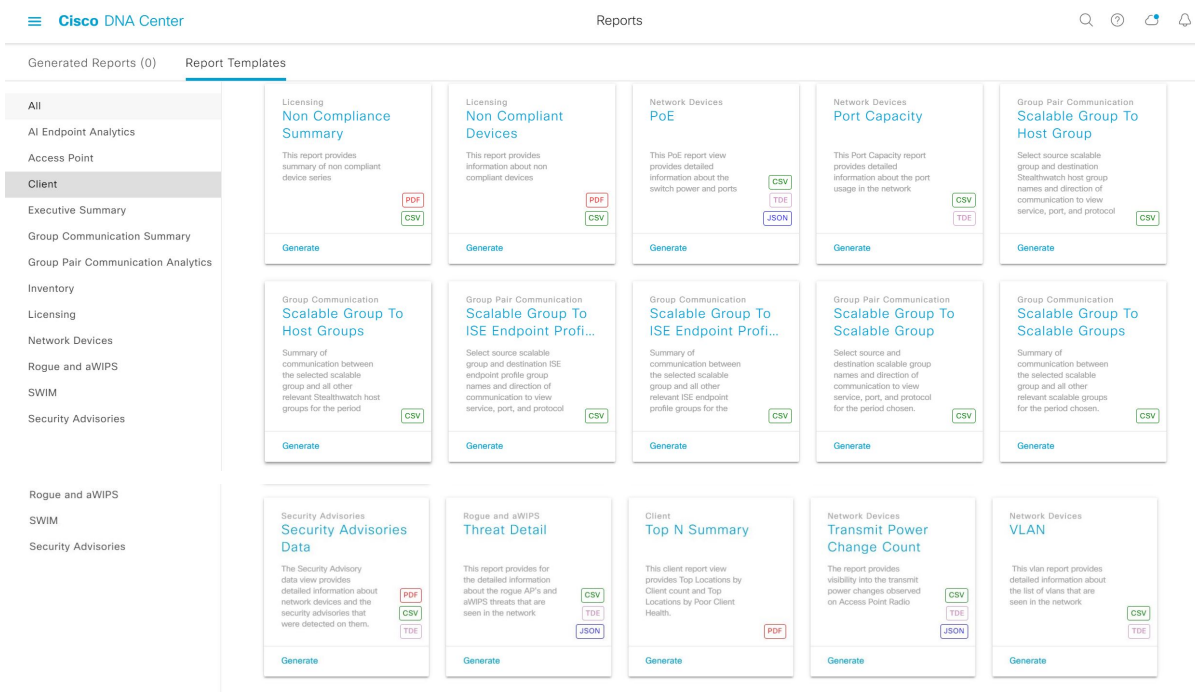 Cisco DNA Center
Reports
Generated Reports (0)
Report Templates
All
AI Endpoint Analytics
Access Point
Client
Executive Summary
Group Communication Summary
Group Pair Communication Analytics
Inventory
Licensing
Network Devices
Rogue and aWIPS
SWIM
Security Advisories
Licensing
Non Compliance
Summary
This report provides
summary of non compliant
device series
PDF
CSV
Generate
Licensing
Non Compliant
Devices
This report provides
information about non
compliant devices
PDF
CSV
Generate
Network Devices
PoE
This PoE report view
provides detailed
information about the
switch power and ports
CSV
TDE
JSON
Generate
Network Devices
Port Capacity
This Port Capacity report
provides detailed
information about the port
usage in the network
CSV
TDE
Generate
Group Pair Communication
Scalable Group To
Host Group
Select source scalable
group and destination
Stealthwatch host group
names and direction of
communication to view
service, port, and protocol
CSV
Generate
Group Communication
Scalable Group To
Host Groups
Summary of
communication between
the selected scalable
group and all other
relevant Stealthwatch host
groups for the period
CSV
Generate
Group Pair Communication
Scalable Group To
ISE Endpoint Profi...
Select source scalable
group and destination ISE
endpoint profile group
names and direction of
communication to view
service, port, and protocol
CSV
Generate
Group Communication
Scalable Group To
ISE Endpoint Profi...
Summary of
communication between
the selected scalable
group and all other
relevant ISE endpoint
profile groups for the
CSV
Generate
Group Pair Communication
Scalable Group To
Scalable Group
Select source and
destination scalable group
names and direction of
communication to view
service, port, and protocol
for the period chosen.
CSV
Generate
Group Communication
Scalable Group To
Scalable Groups
Summary of
communication between
the selected scalable
group and all other
relevant scalable groups
for the period chosen.
CSV
Generate
Rogue and aWIPS
SWIM
Security Advisories
Security Advisories
Security Advisories
Data
The Security Advisory
data view provides
detailed information about
network devices and the
security advisories that
were detected on them.
PDF
CSV
TDE
Generate
Rogue and aWIPS
Threat Detail
This report provides for
the detailed information
about the rogue AP's and
aWIPS threats that are
seen in the network
CSV
TDE
JSON
Generate
Client
Top N Summary
This client report view
provides Top Locations by
Client count and Top
Locations by Poor Client
Health.
PDF
Generate
Network Devices
Transmit Power
Change Count
The report provides
visibility into the transmit
power changes observed
on Access Point Radio
CSV
TDE
JSON
Generate
Network Devices
VLAN
This vlan report provides
detailed information about
the list of vlans that are
seen in the network
CSV
TDE
Generate